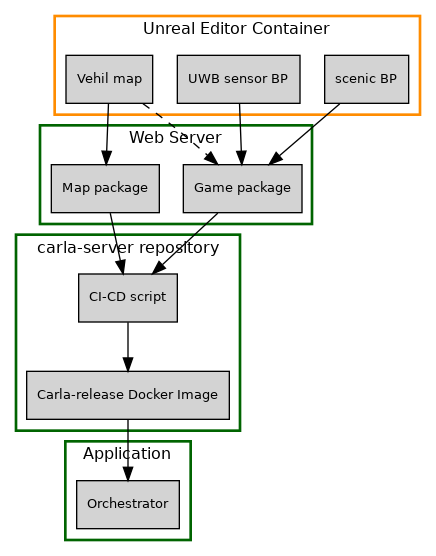 Unreal Editor Container
Vehil map
UWB sensor BP
scenic BP
Web Server
Map package
Game package
carla-server repository
CI-CD script
Carla-release Docker Image
Application
Orchestrator